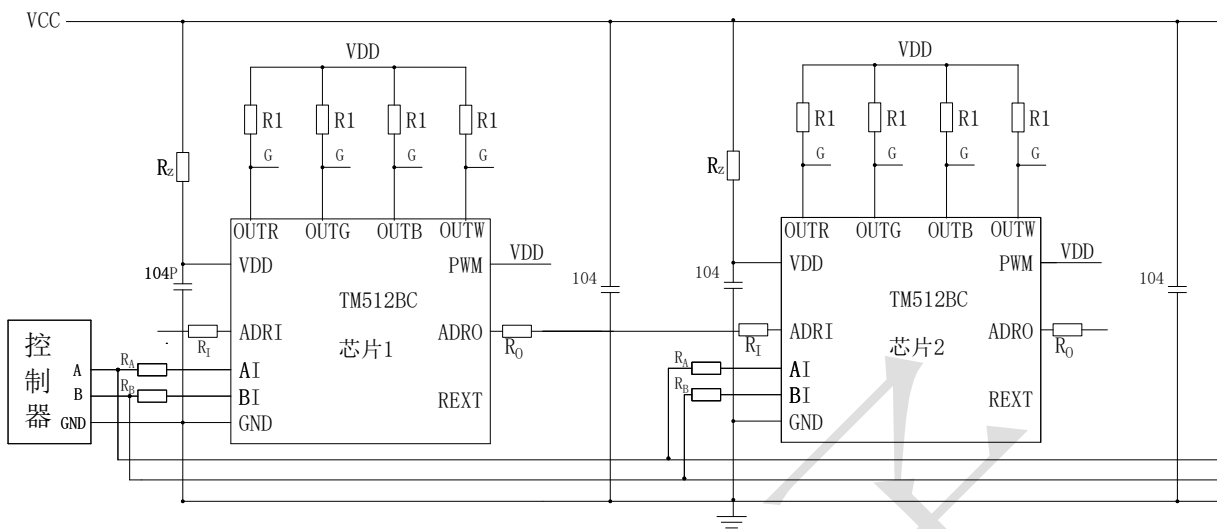 VCC
VDD
VDD
R1 R1 R1 R1
R1 R1 R1 R1
G G G G
G G G G
RZ
RZ
OUTR OUTG OUTB OUTW
OUTR OUTG OUTB OUTW
VDD PWM VDD
VDD PWM VDD
104P
104
104
104
TM512BC
TM512BC
ADRI ADRO
ADRI ADRO
RI
RO
RI
RO
芯片1
芯片2
控制器
A
B
GND
RA
RB
RA
RB
AI
BI
GND
REXT
AI
BI
GND
REXT